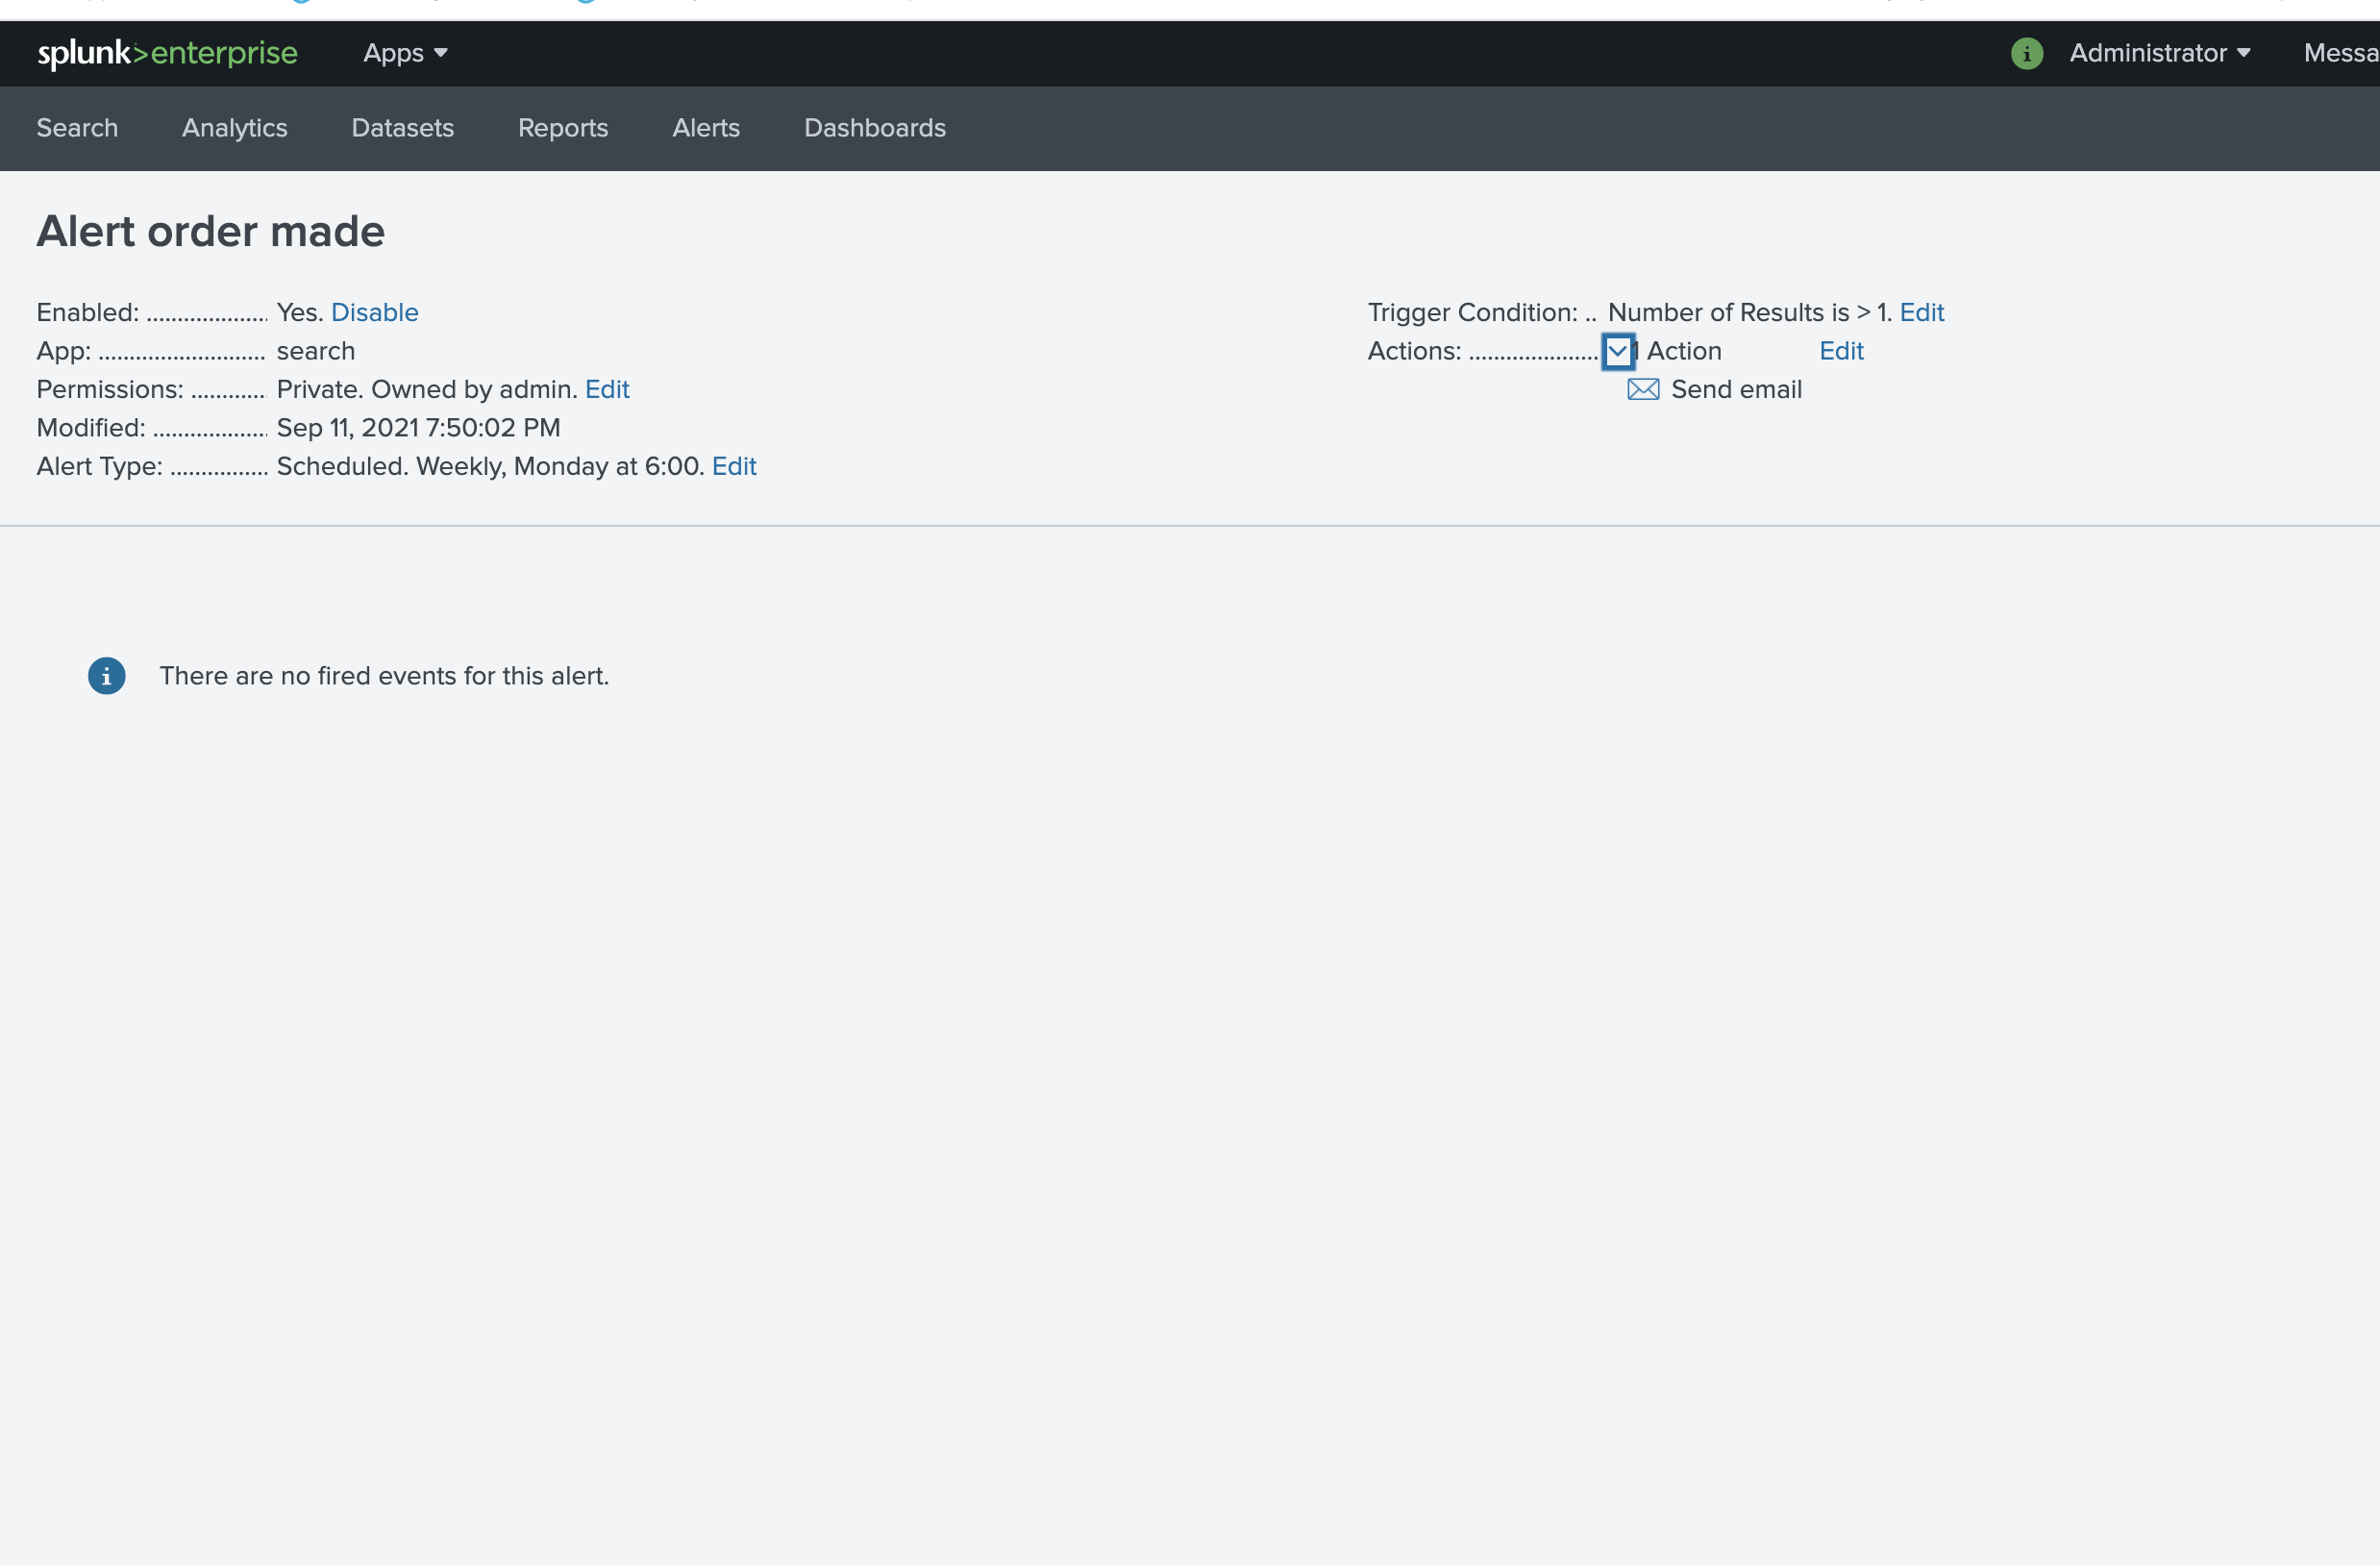 splunk>enterprise Apps Administrator Messa
Search Analytics Datasets Reports Alerts Dashboards
Alert order made
Enabled: .................... Yes. Disable
App: ........................... search
Permissions: ............ Private. Owned by admin. Edit
Modified: ................... Sep 11, 2021 7:50:02 PM
Alert Type: ................ Scheduled. Weekly, Monday at 6:00. Edit
Trigger Condition: .. Number of Results is > 1. Edit
Actions: ..................... 1 Action Edit
Send email
There are no fired events for this alert.